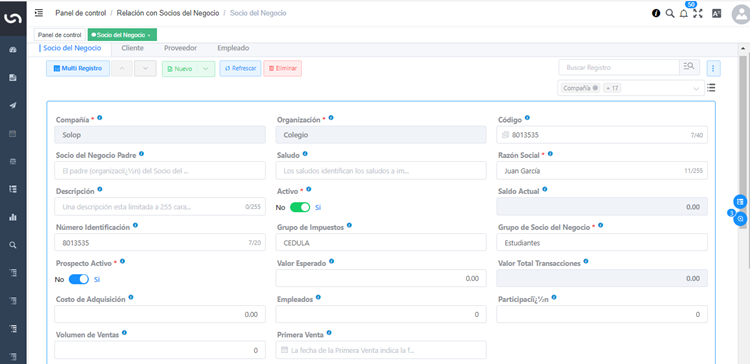 Panel de control / Relación con Socios del Negocio / Socio del Negocio
50
Panel de control
Socio del Negocio ×
Socio del Negocio Cliente Proveedor Empleado
Multi Registro Nuevo Refrescar Eliminar
Buscar Registro
Compañía + 17
Compañía * Organización * Código
Solop Colegio 8013535 7/40
Socio del Negocio Padre Saludo Razón Social *
El padre (organizaciï¿½n) del Socio del ... Los saludos identifican los saludos a im... Juan García 11/255
Descripción Activo * Saldo Actual
Una descripción esta limitada a 255 cara... 0/255 No Si 0.00
3
Número Identificación Grupo de Impuestos Grupo de Socio del Negocio *
8013535 7/20 CEDULA Estudiantes
Prospecto Activo * Valor Esperado Valor Total Transacciones
No Si 0.00 0.00
Costo de Adquisición Empleados Participaciï¿½n
0.00 0 0
Volumen de Ventas Primera Venta
0 La fecha de la Primera Venta indica la f...